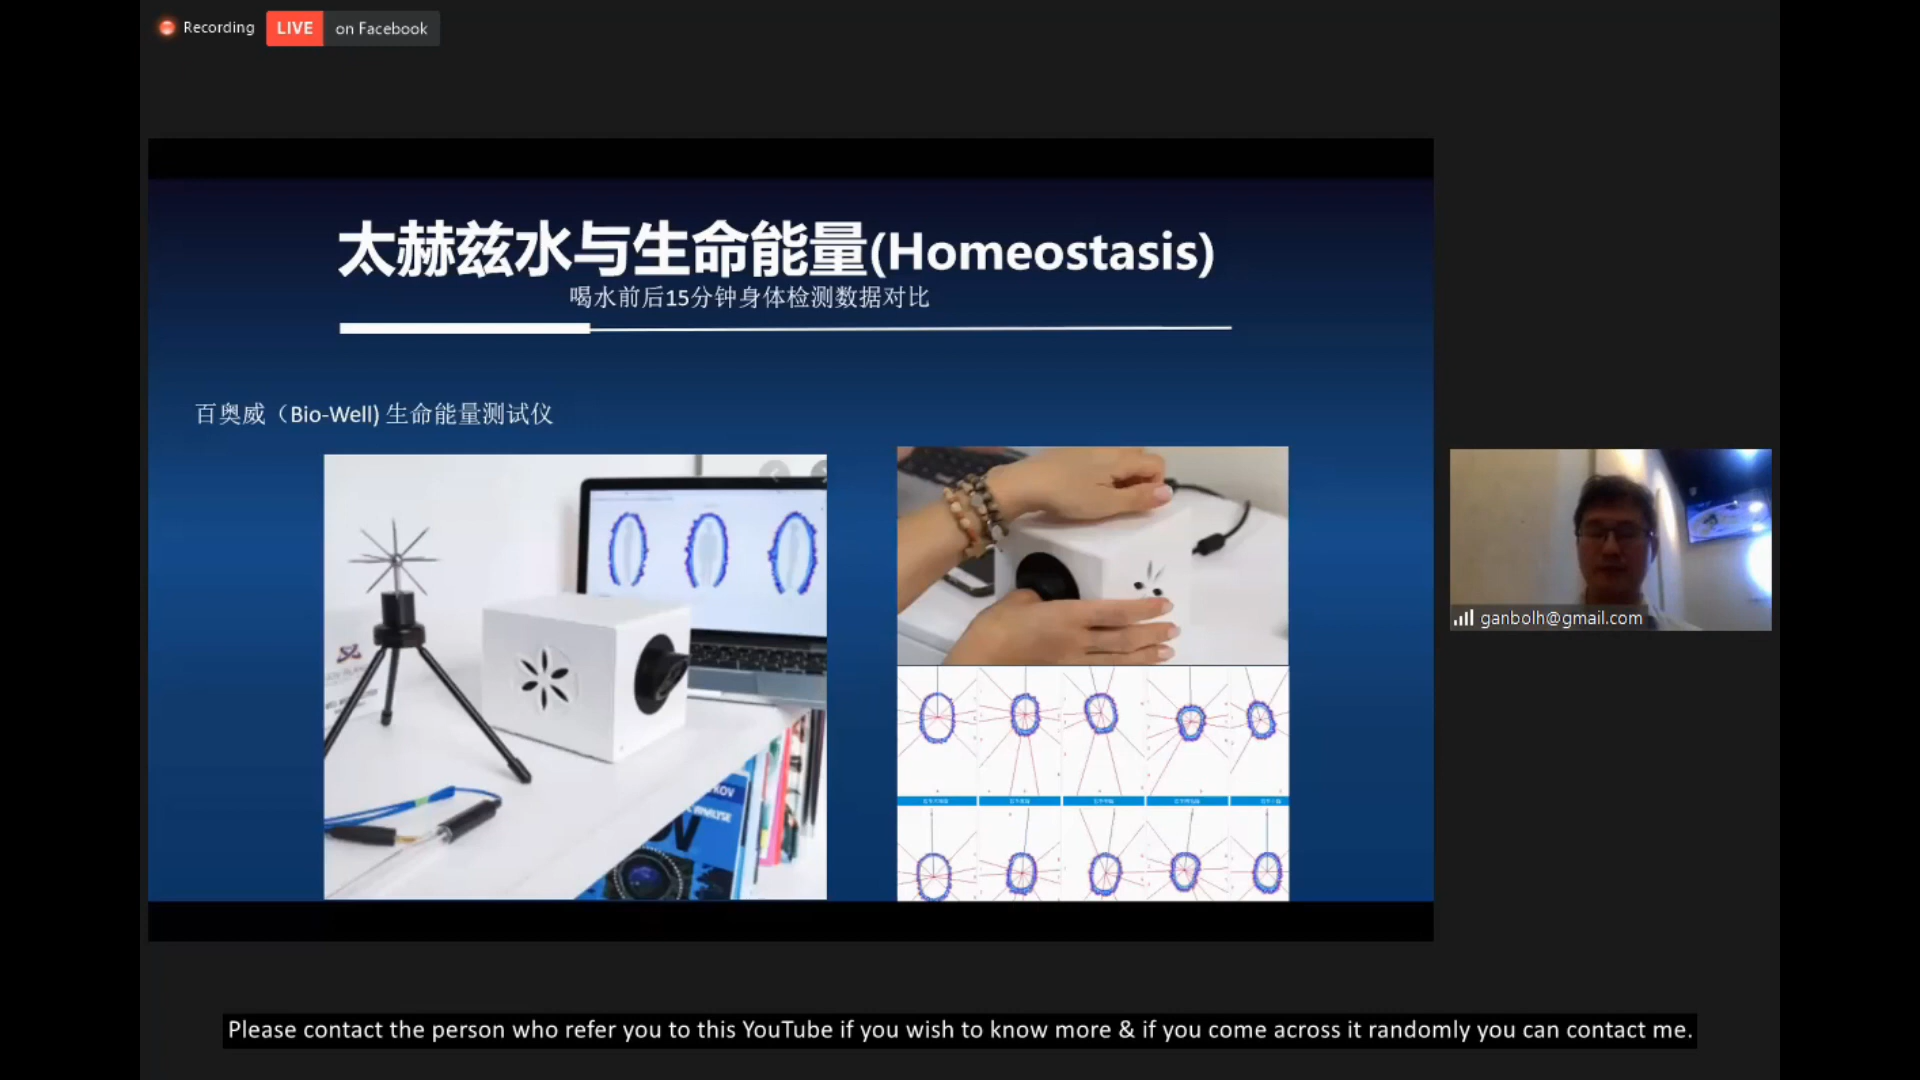 Recording
LIVE on Facebook
太赫兹水与生命能量(Homeostasis)
喝水前后15分钟身体检测数据对比
百奥威（Bio-Well) 生命能量测试仪
ganbolh@gmail.com
Please contact the person who refer you to this YouTube if you wish to know more & if you come across it randomly you can contact me.